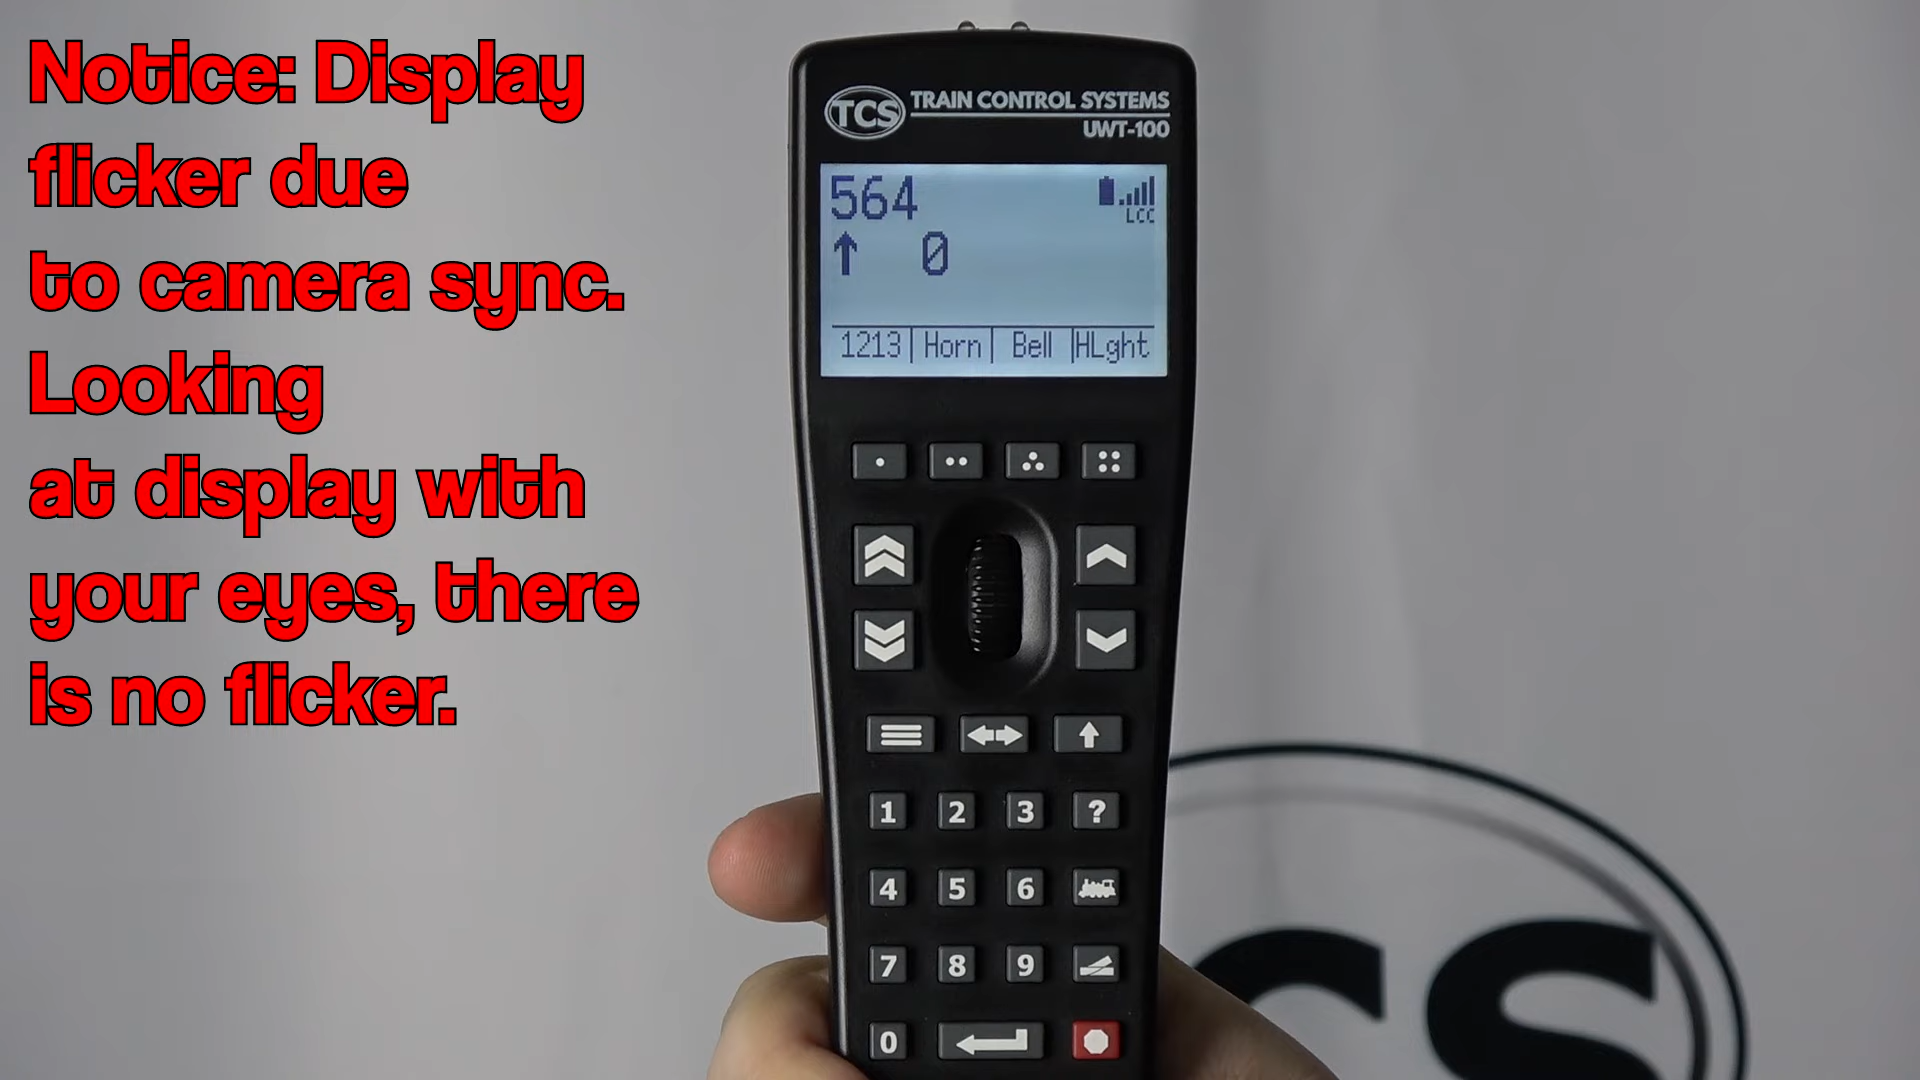 Notice: Display
flicker due
to camera sync.
Looking
at display with
your eyes, there
is no flicker.
TCS TRAIN CONTROL SYSTEMS
UWT-100
564
LCC
0
1213 Horn Bell HLght
1 2 3 ?
4 5 6
7 8 9
0
CS